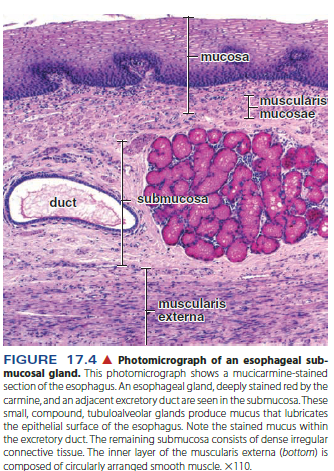 mucosa
muscularis
mucosae
duct
submucosa
muscularis
externa
FIGURE 17.4 ▲ Photomicrograph of an esophageal sub-
mucosal gland. This photomicrograph shows a mucicarmine-stained
section of the esophagus. An esophageal gland, deeply stained red by the
carmine, and an adjacent excretory duct are seen in the submucosa. These
small, compound, tubuloalveolar glands produce mucus that lubricates
the epithelial surface of the esophagus. Note the stained mucus within
the excretory duct. The remaining submucosa consists of dense irregular
connective tissue. The inner layer of the muscularis externa (bottom) is
composed of circularly arranged smooth muscle. ×110.